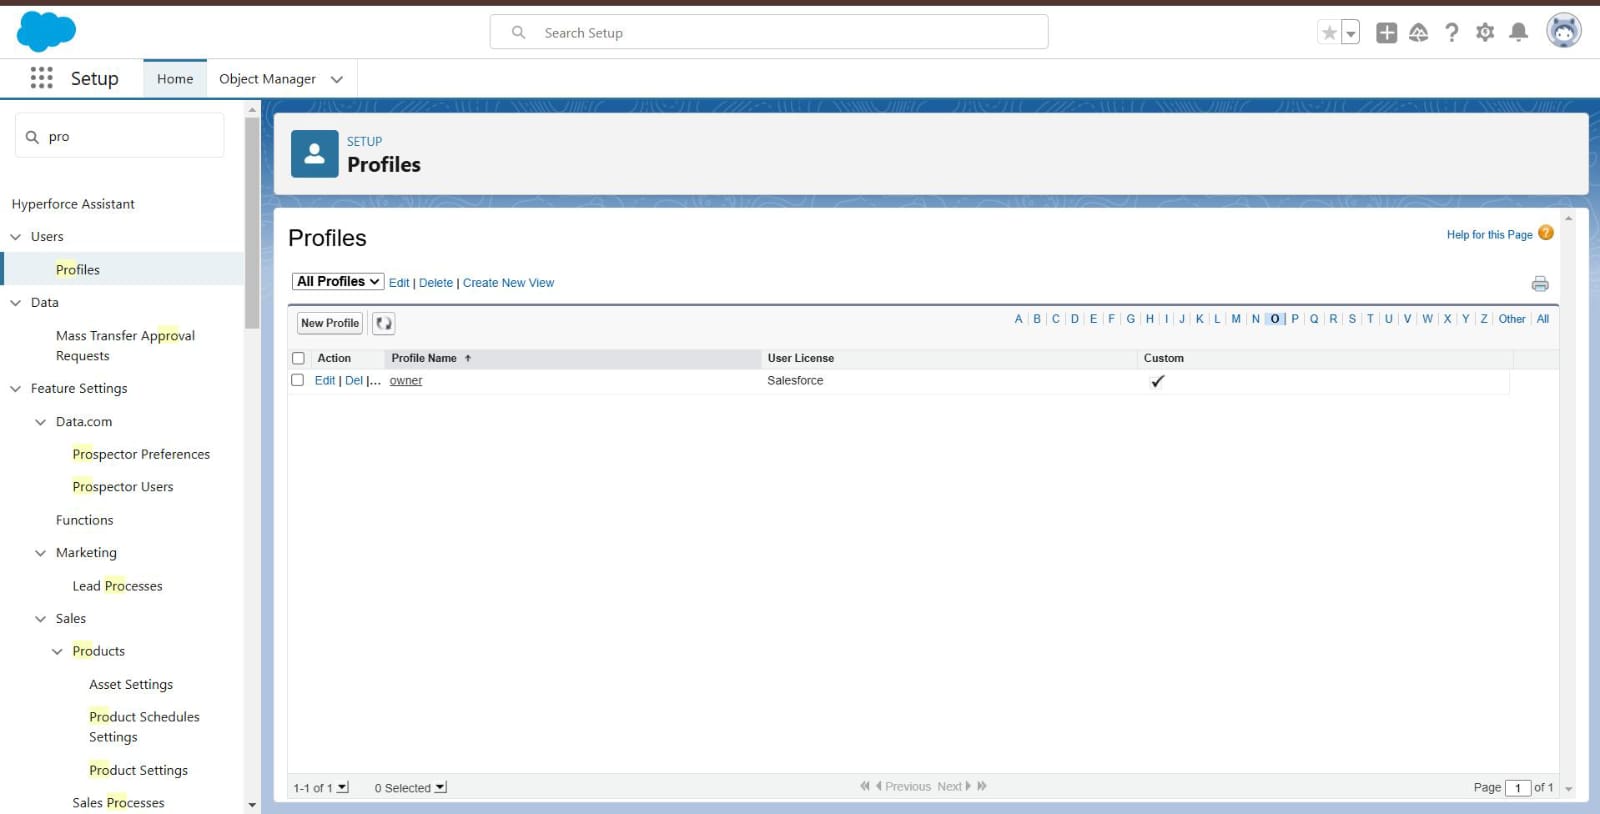 Search Setup
Setup
Home
Object Manager
pro
Hyperforce Assistant
Users
Profiles
Data
Mass Transfer Approval
Requests
Feature Settings
Data.com
Prospector Preferences
Prospector Users
Functions
Marketing
Lead Processes
Sales
Products
Asset Settings
Product Schedules
Settings
Product Settings
Sales Processes
SETUP
Profiles
Profiles
Help for this Page ?
All Profiles Edit | Delete | Create New View
New Profile
A | B | C | D | E | F | G | H | I | J | K | L | M | N | O | P | Q | R | S | T | U | V | W | X | Y | Z | Other | All
Action Profile Name ↑ User License Custom
Edit | Del |... owner Salesforce ✓
1-1 of 1 0 Selected Previous Next Page 1 of 1